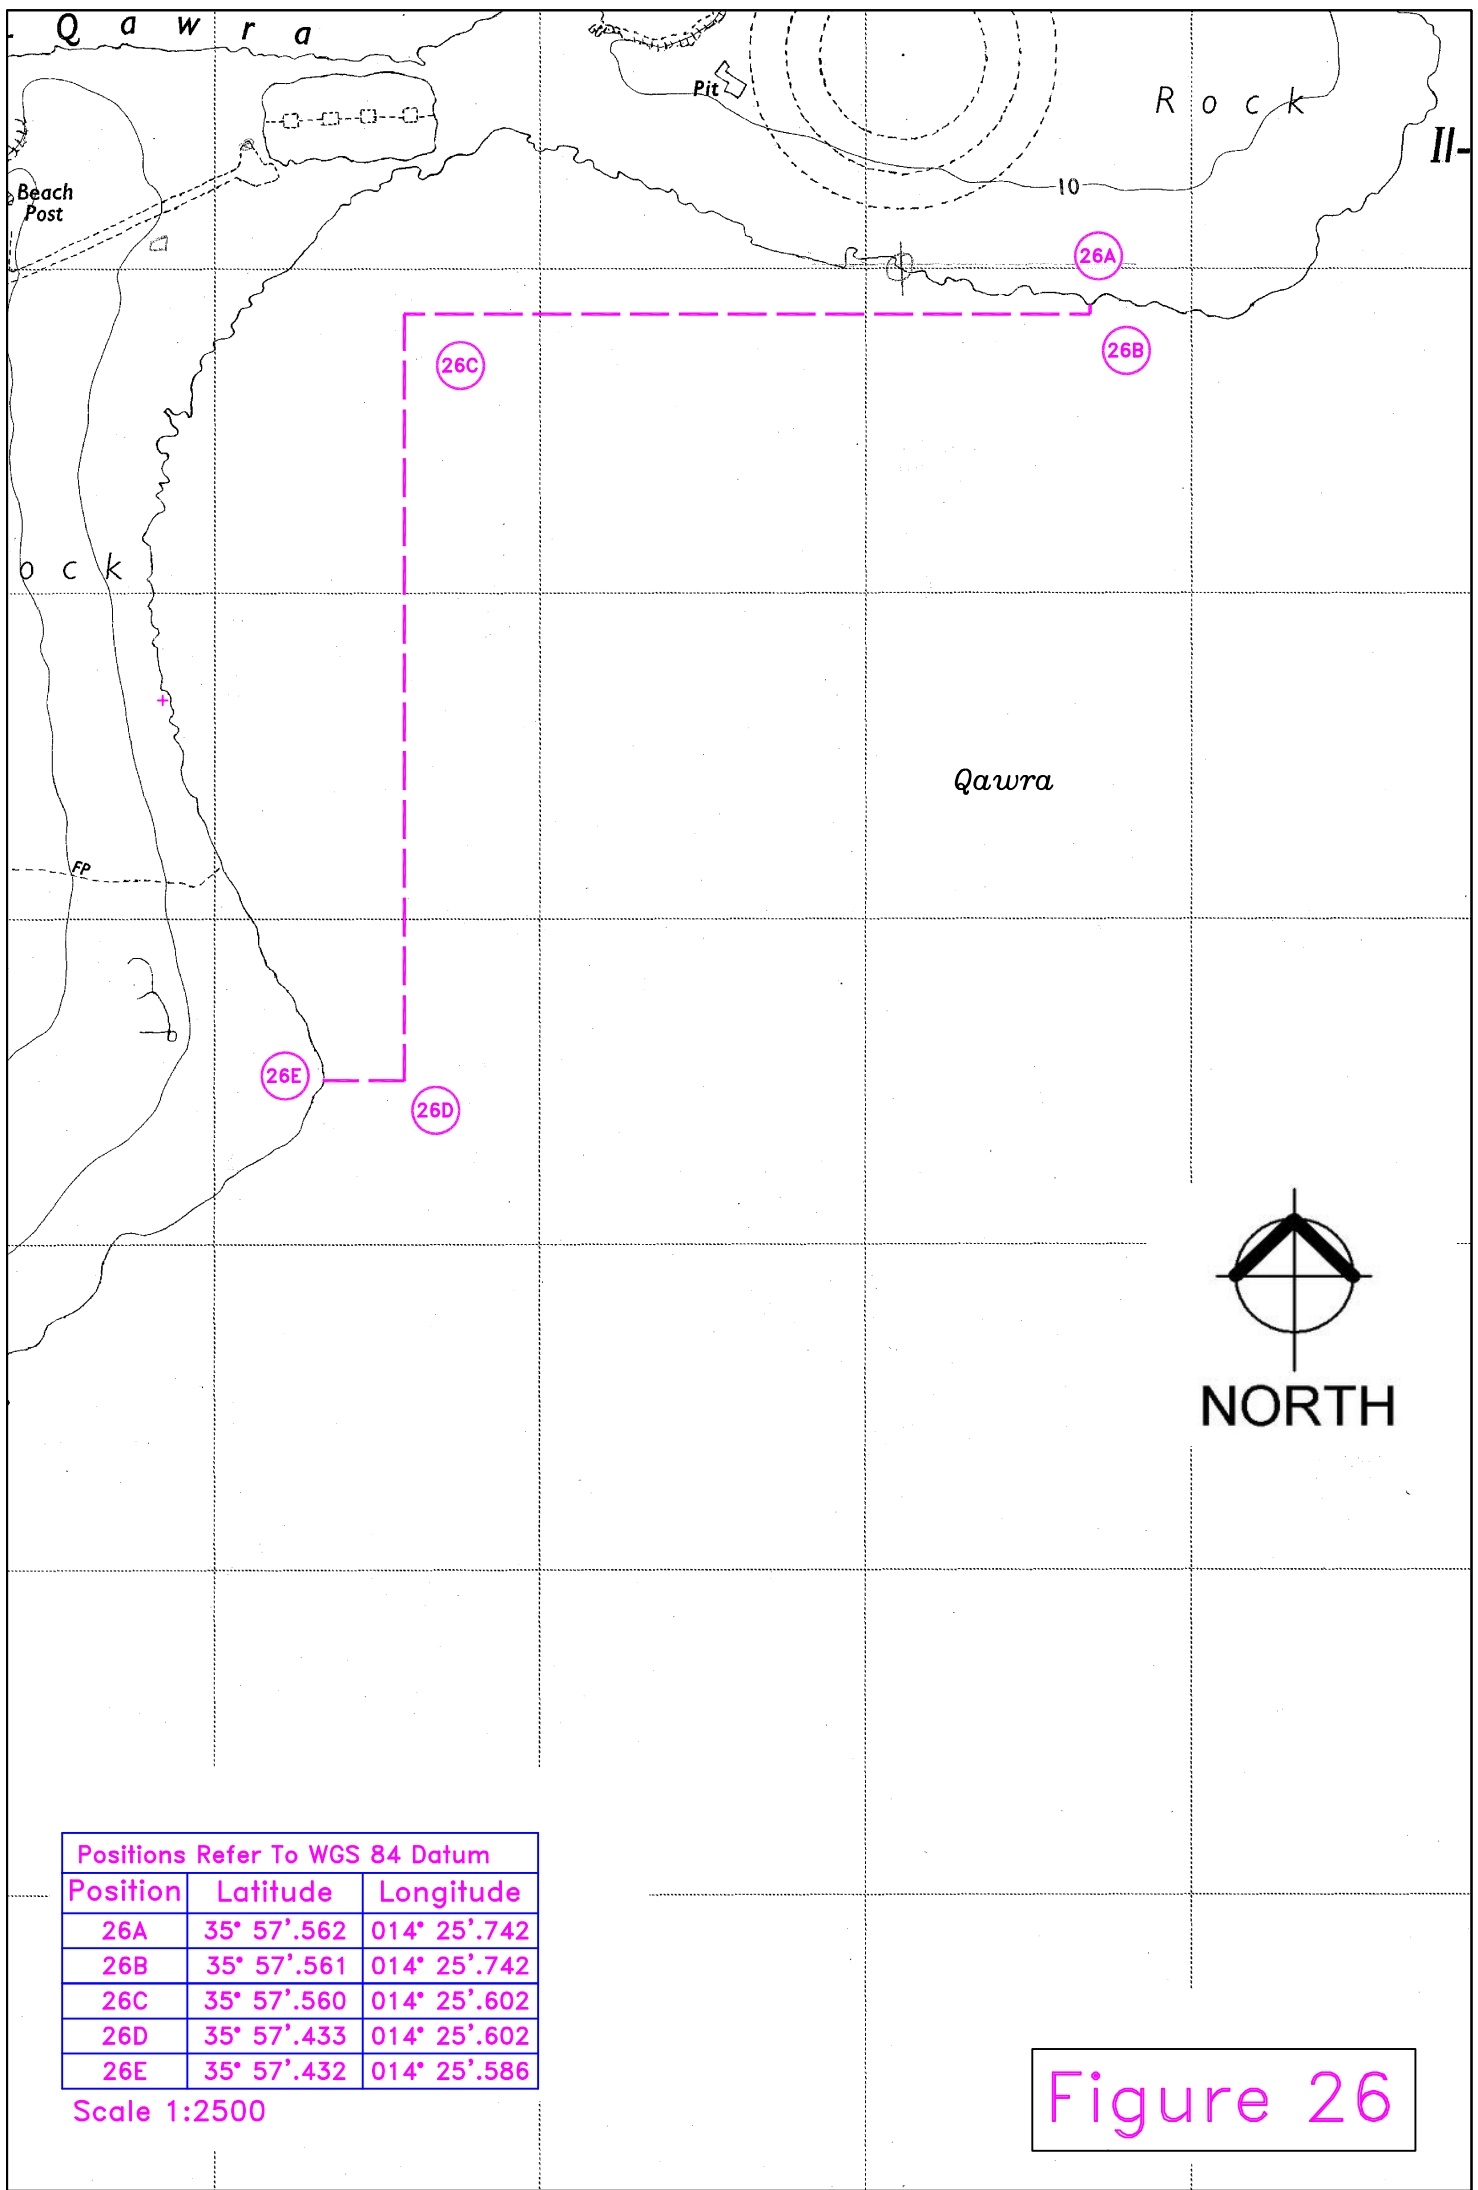 - Q a w r a
Pit
R o c k
II-
Beach
Post
10
26A
26B
26C
o c k
Qawra
FP
26E
26D
NORTH
Positions Refer To WGS 84 Datum
Position Latitude Longitude
26A 35° 57'.562 014° 25'.742
26B 35° 57'.561 014° 25'.742
26C 35° 57'.560 014° 25'.602
26D 35° 57'.433 014° 25'.602
26E 35° 57'.432 014° 25'.586
Scale 1:2500
Figure 26